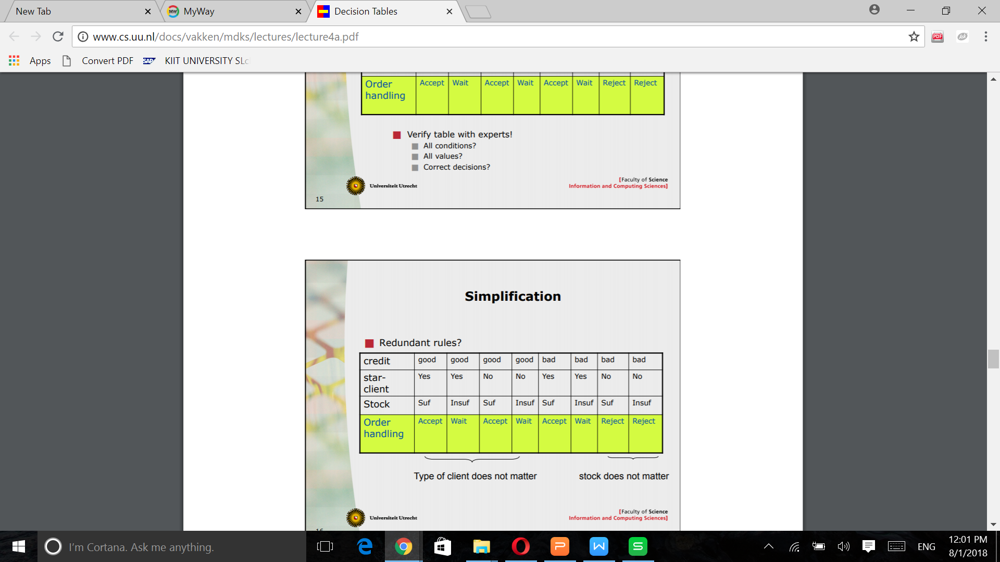 New Tab
MyWay
Decision Tables
www.cs.uu.nl/docs/vakken/mdks/lectures/lecture4a.pdf
PDF
Ask
Apps
Convert PDF
SAP
KIIT UNIVERSITY SLc
Order handling Accept Wait Accept Wait Accept Wait Reject Reject
Verify table with experts!
All conditions?
All values?
Correct decisions?
Universiteit Utrecht
[Faculty of Science
Information and Computing Sciences]
15
Simplification
Redundant rules?
credit good good good good bad bad bad bad
star-client Yes Yes No No Yes Yes No No
Stock Suf Insuf Suf Insuf Suf Insuf Suf Insuf
Order handling Accept Wait Accept Wait Accept Wait Reject Reject
Type of client does not matter
stock does not matter
Universiteit Utrecht
[Faculty of Science
Information and Computing Sciences]
16
I'm Cortana. Ask me anything.
ENG
12:01 PM
8/1/2018